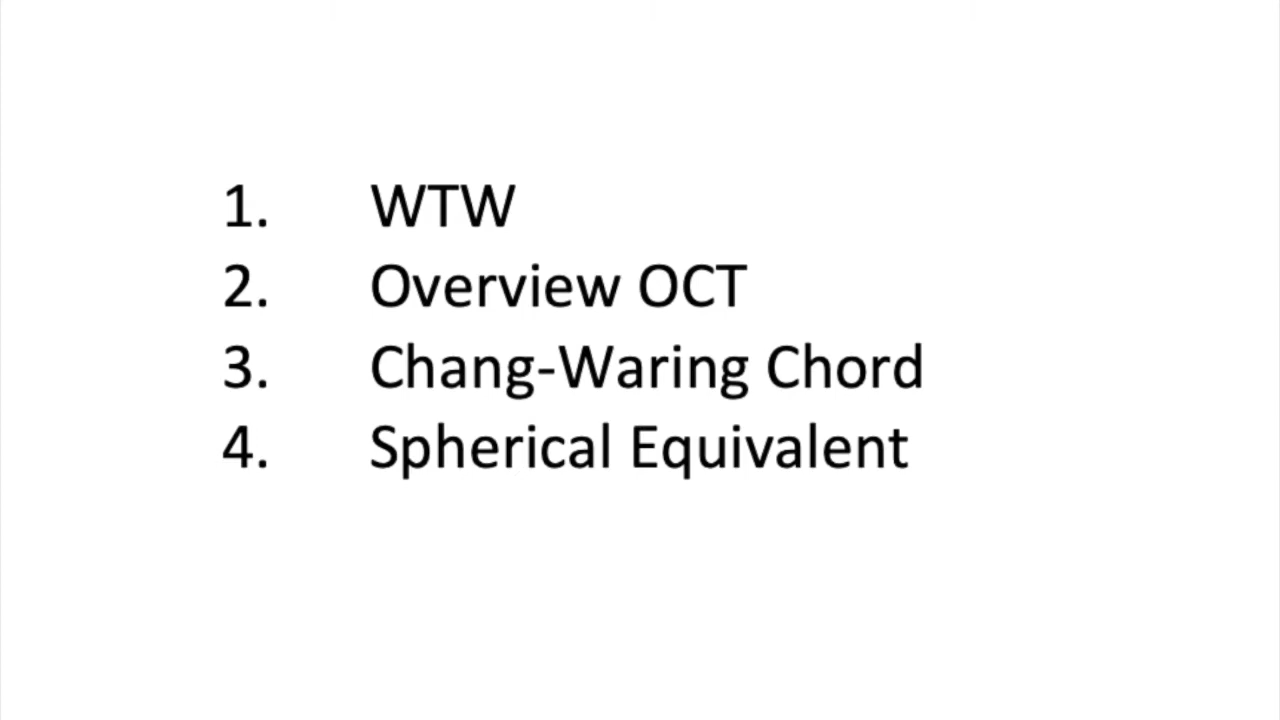 1. WTW
2. Overview OCT
3. Chang-Waring Chord
4. Spherical Equivalent